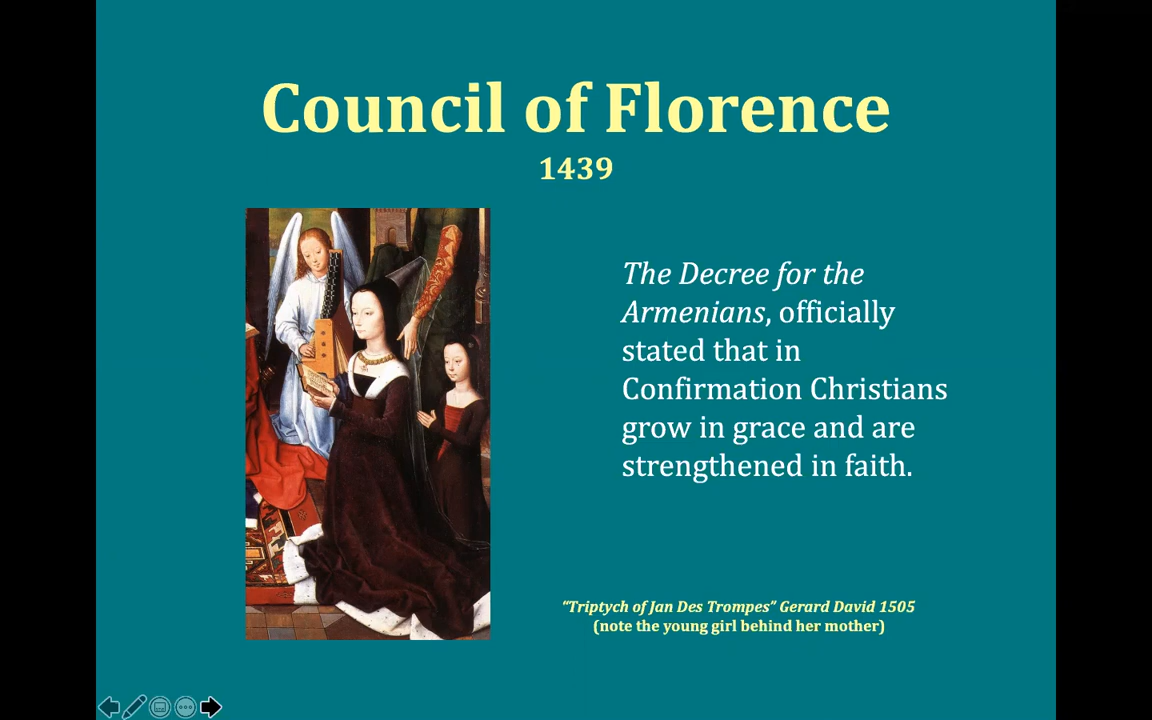 Council of Florence
1439
The Decree for the
Armenians, officially
stated that in
Confirmation Christians
grow in grace and are
strengthened in faith.
“Triptych of Jan Des Trompes” Gerard David 1505
(note the young girl behind her mother)